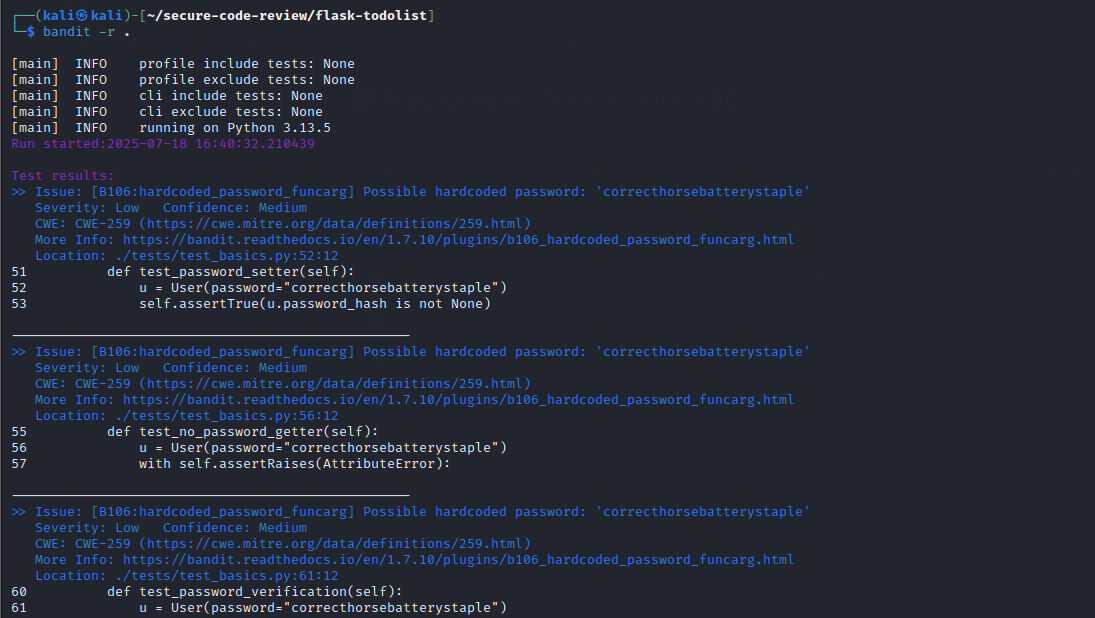 ┌──(kali㉿kali)-[~/secure-code-review/flask-todolist]
└─$ bandit -r .
[main]  INFO    profile include tests: None
[main]  INFO    profile exclude tests: None
[main]  INFO    cli include tests: None
[main]  INFO    cli exclude tests: None
[main]  INFO    running on Python 3.13.5
Run started:2025-07-18 16:40:32.210439
Test results:
>> Issue: [B106:hardcoded_password_funcarg] Possible hardcoded password: 'correcthorsebatterystaple'
   Severity: Low   Confidence: Medium
   CWE: CWE-259 (https://cwe.mitre.org/data/definitions/259.html)
   More Info: https://bandit.readthedocs.io/en/1.7.10/plugins/b106_hardcoded_password_funcarg.html
   Location: ./tests/test_basics.py:52:12
51          def test_password_setter(self):
52              u = User(password="correcthorsebatterystaple")
53              self.assertTrue(u.password_hash is not None)
--------------------------------------------------
>> Issue: [B106:hardcoded_password_funcarg] Possible hardcoded password: 'correcthorsebatterystaple'
   Severity: Low   Confidence: Medium
   CWE: CWE-259 (https://cwe.mitre.org/data/definitions/259.html)
   More Info: https://bandit.readthedocs.io/en/1.7.10/plugins/b106_hardcoded_password_funcarg.html
   Location: ./tests/test_basics.py:56:12
55          def test_no_password_getter(self):
56              u = User(password="correcthorsebatterystaple")
57              with self.assertRaises(AttributeError):
--------------------------------------------------
>> Issue: [B106:hardcoded_password_funcarg] Possible hardcoded password: 'correcthorsebatterystaple'
   Severity: Low   Confidence: Medium
   CWE: CWE-259 (https://cwe.mitre.org/data/definitions/259.html)
   More Info: https://bandit.readthedocs.io/en/1.7.10/plugins/b106_hardcoded_password_funcarg.html
   Location: ./tests/test_basics.py:61:12
60          def test_password_verification(self):
61              u = User(password="correcthorsebatterystaple")